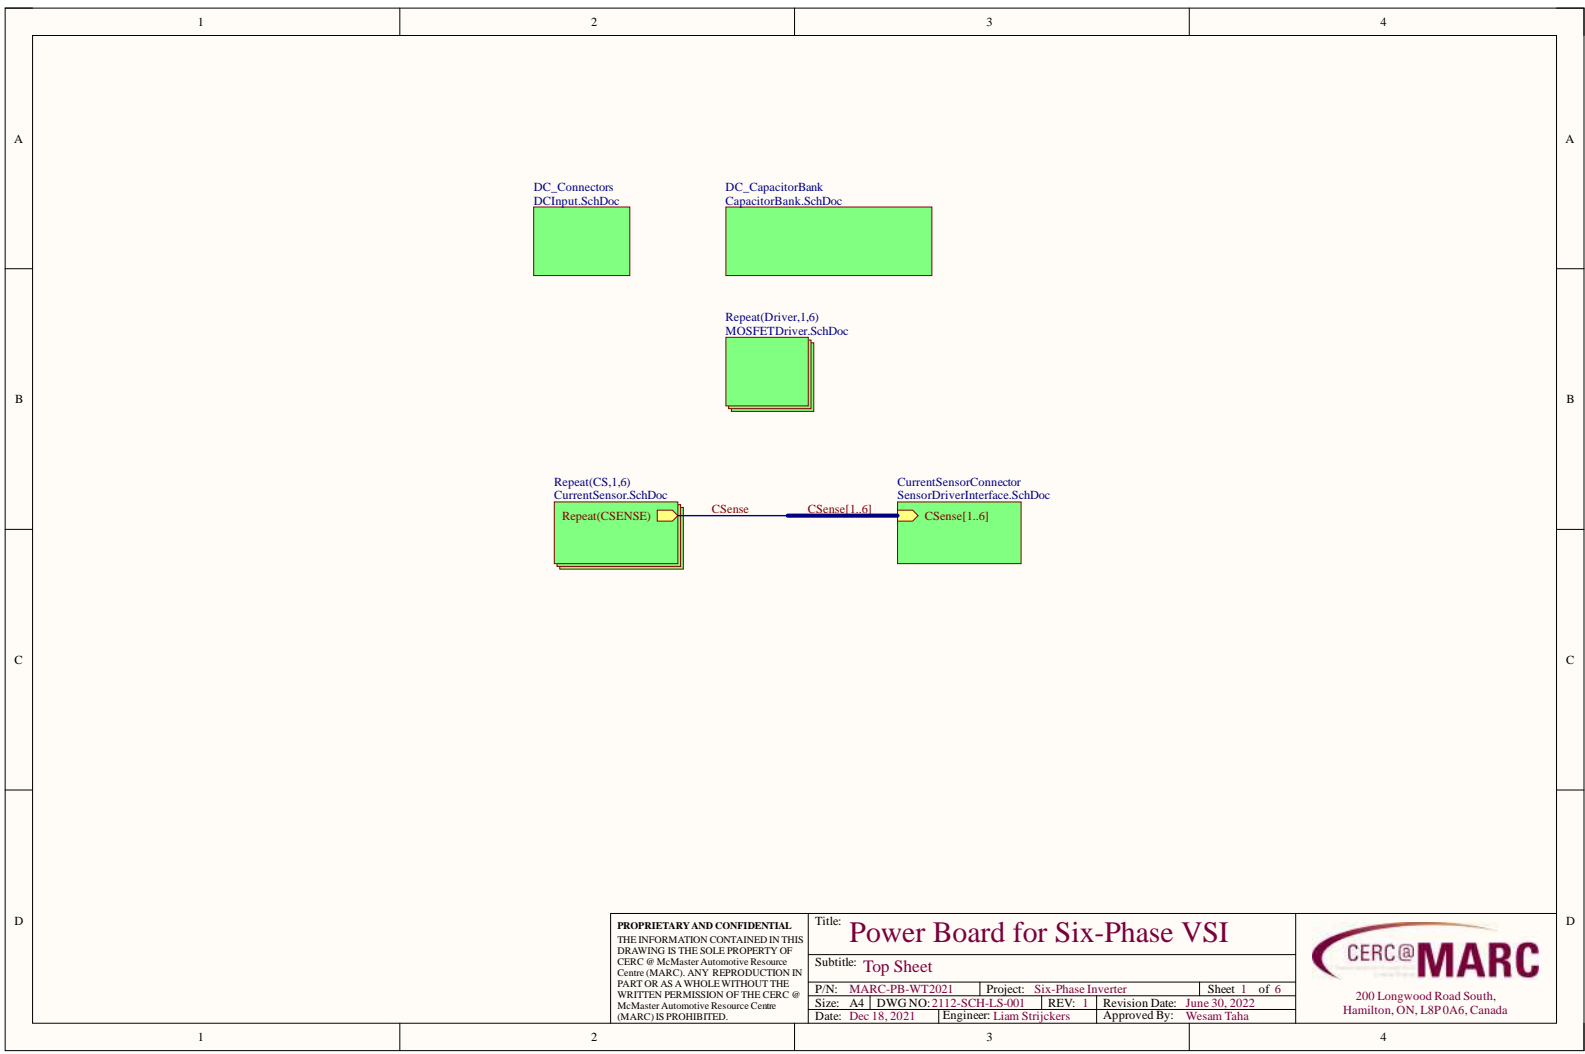 1 2 3 4
A A
DC_Connectors
DCInput.SchDoc
DC_CapacitorBank
CapacitorBank.SchDoc
Repeat(Driver,1,6)
MOSFETDriver.SchDoc
B B
Repeat(CS,1,6)
CurrentSensor.SchDoc
Repeat(CSENSE)
CSense
CSense[1..6]
CurrentSensorConnector
SensorDriverInterface.SchDoc
CSense[1..6]
C C
D D
PROPRIETARY AND CONFIDENTIAL
THE INFORMATION CONTAINED IN THIS
DRAWING IS THE SOLE PROPERTY OF
CERC @ McMaster Automotive Resource
Centre (MARC). ANY REPRODUCTION IN
PART OR AS A WHOLE WITHOUT THE
WRITTEN PERMISSION OF THE CERC @
McMaster Automotive Resource Centre
(MARC) IS PROHIBITED.
Title: Power Board for Six-Phase VSI
Subtitle: Top Sheet
P/N: MARC-PB-WT2021 Project: Six-Phase Inverter Sheet 1 of 6
Size: A4 DWG NO: 2112-SCH-LS-001 REV: 1 Revision Date: June 30, 2022
Date: Dec 18, 2021 Engineer: Liam Strijckers Approved By: Wesam Taha
CERC@MARC
200 Longwood Road South,
Hamilton, ON, L8P 0A6, Canada
1 2 3 4